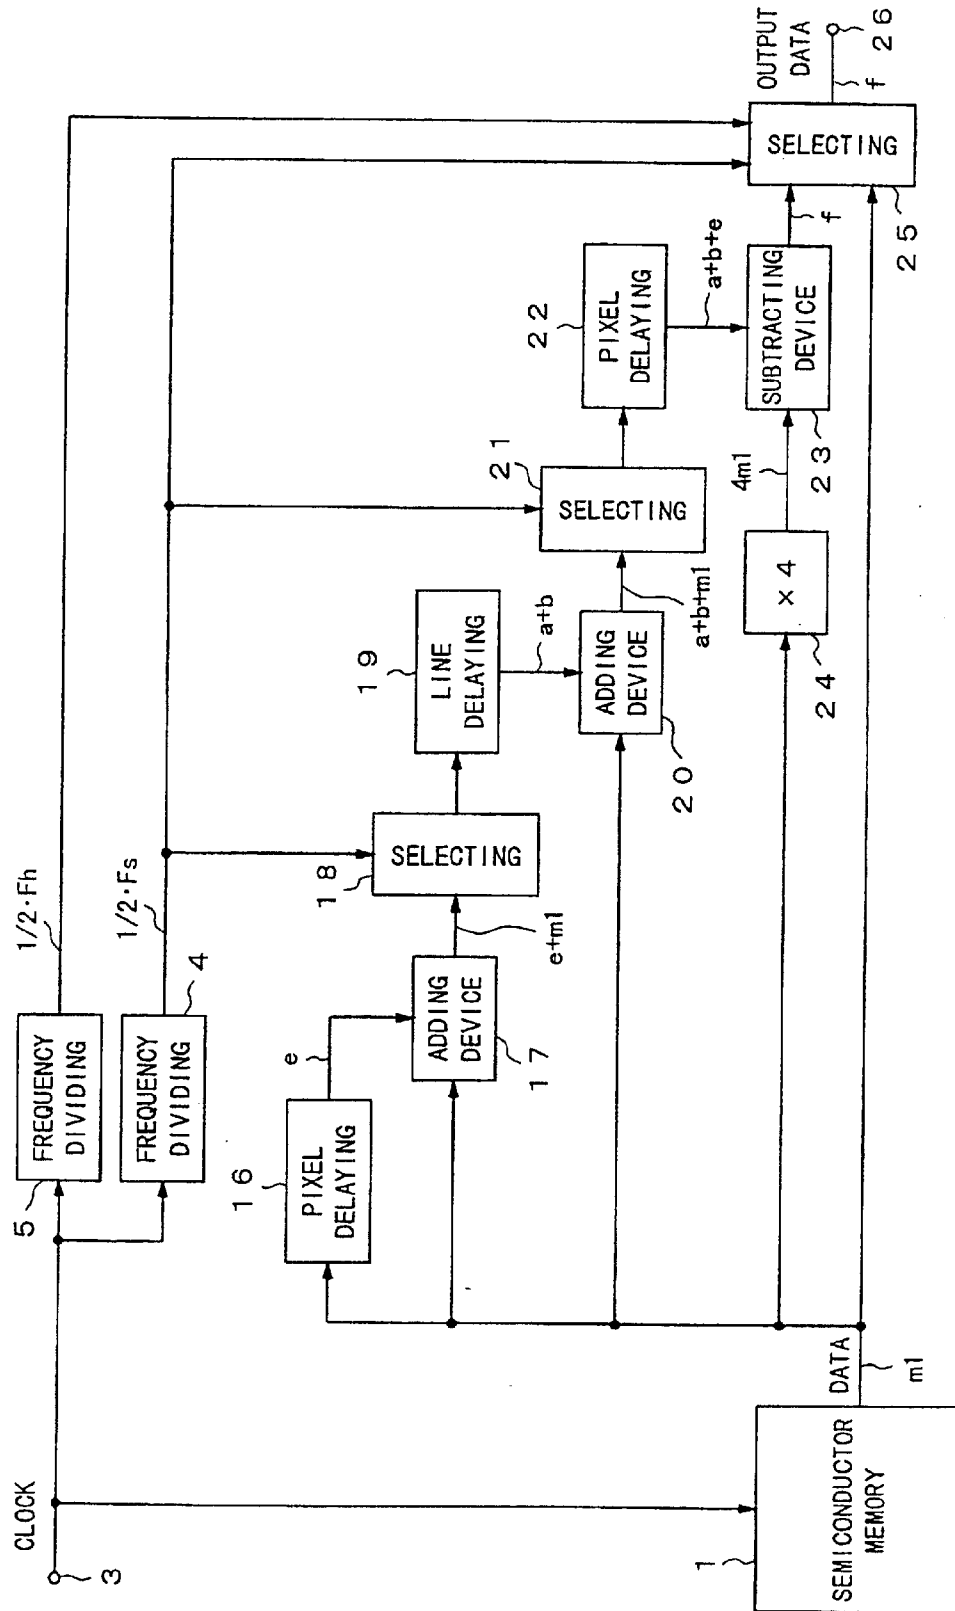 CLOCK
3
5
FREQUENCY
DIVIDING
1/2·Fh
FREQUENCY
DIVIDING
4
1/2·Fs
16
PIXEL
DELAYING
e
ADDING
DEVICE
17
e+m1
18
SELECTING
19
LINE
DELAYING
a+b
ADDING
DEVICE
20
a+b+m1
21
SELECTING
22
PIXEL
DELAYING
a+b+e
×4
24
4m1
SUBTRACTING
DEVICE
23
f
SELECTING
25
OUTPUT
DATA
f
26
1
SEMICONDUCTOR
MEMORY
DATA
m1